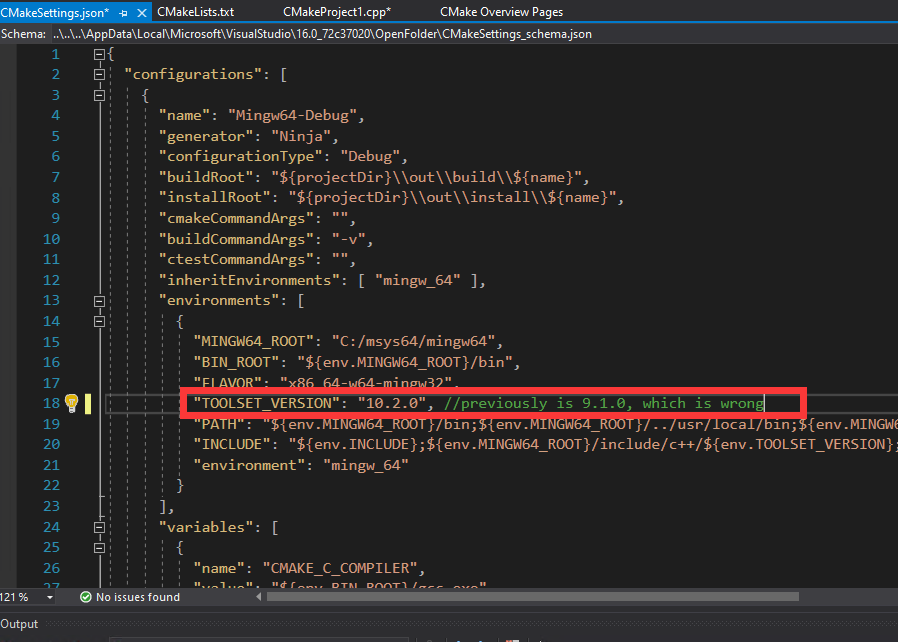 CMakeSettings.json*
CMakeLists.txt
CMakeProject1.cpp*
CMake Overview Pages
Schema: ..\..\..\AppData\Local\Microsoft\VisualStudio\16.0_72c37020\OpenFolder\CMakeSettings_schema.json
1 {
2 "configurations": [
3 {
4 "name": "Mingw64-Debug",
5 "generator": "Ninja",
6 "configurationType": "Debug",
7 "buildRoot": "${projectDir}\\out\\build\\${name}",
8 "installRoot": "${projectDir}\\out\\install\\${name}",
9 "cmakeCommandArgs": "",
10 "buildCommandArgs": "-v",
11 "ctestCommandArgs": "",
12 "inheritEnvironments": [ "mingw_64" ],
13 "environments": [
14 {
15 "MINGW64_ROOT": "C:/msys64/mingw64",
16 "BIN_ROOT": "${env.MINGW64_ROOT}/bin",
17 "FLAVOR": "x86_64-w64-mingw32",
18 "TOOLSET_VERSION": "10.2.0", //previously is 9.1.0, which is wrong
19 "PATH": "${env.MINGW64_ROOT}/bin;${env.MINGW64_ROOT}/../usr/local/bin;${env.MINGW6
20 "INCLUDE": "${env.INCLUDE};${env.MINGW64_ROOT}/include/c++/${env.TOOLSET_VERSION};
21 "environment": "mingw_64"
22 }
23 ],
24 "variables": [
25 {
26 "name": "CMAKE_C_COMPILER",
27 "value": "${env.BIN_ROOT}/gcc.exe"
121 %
No issues found
Output